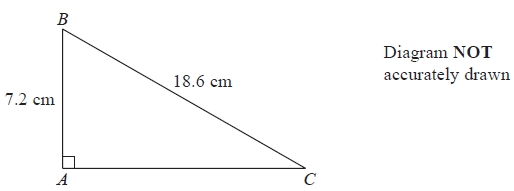 B
Diagram NOT
accurately drawn
18.6 cm
7.2 cm
A
C